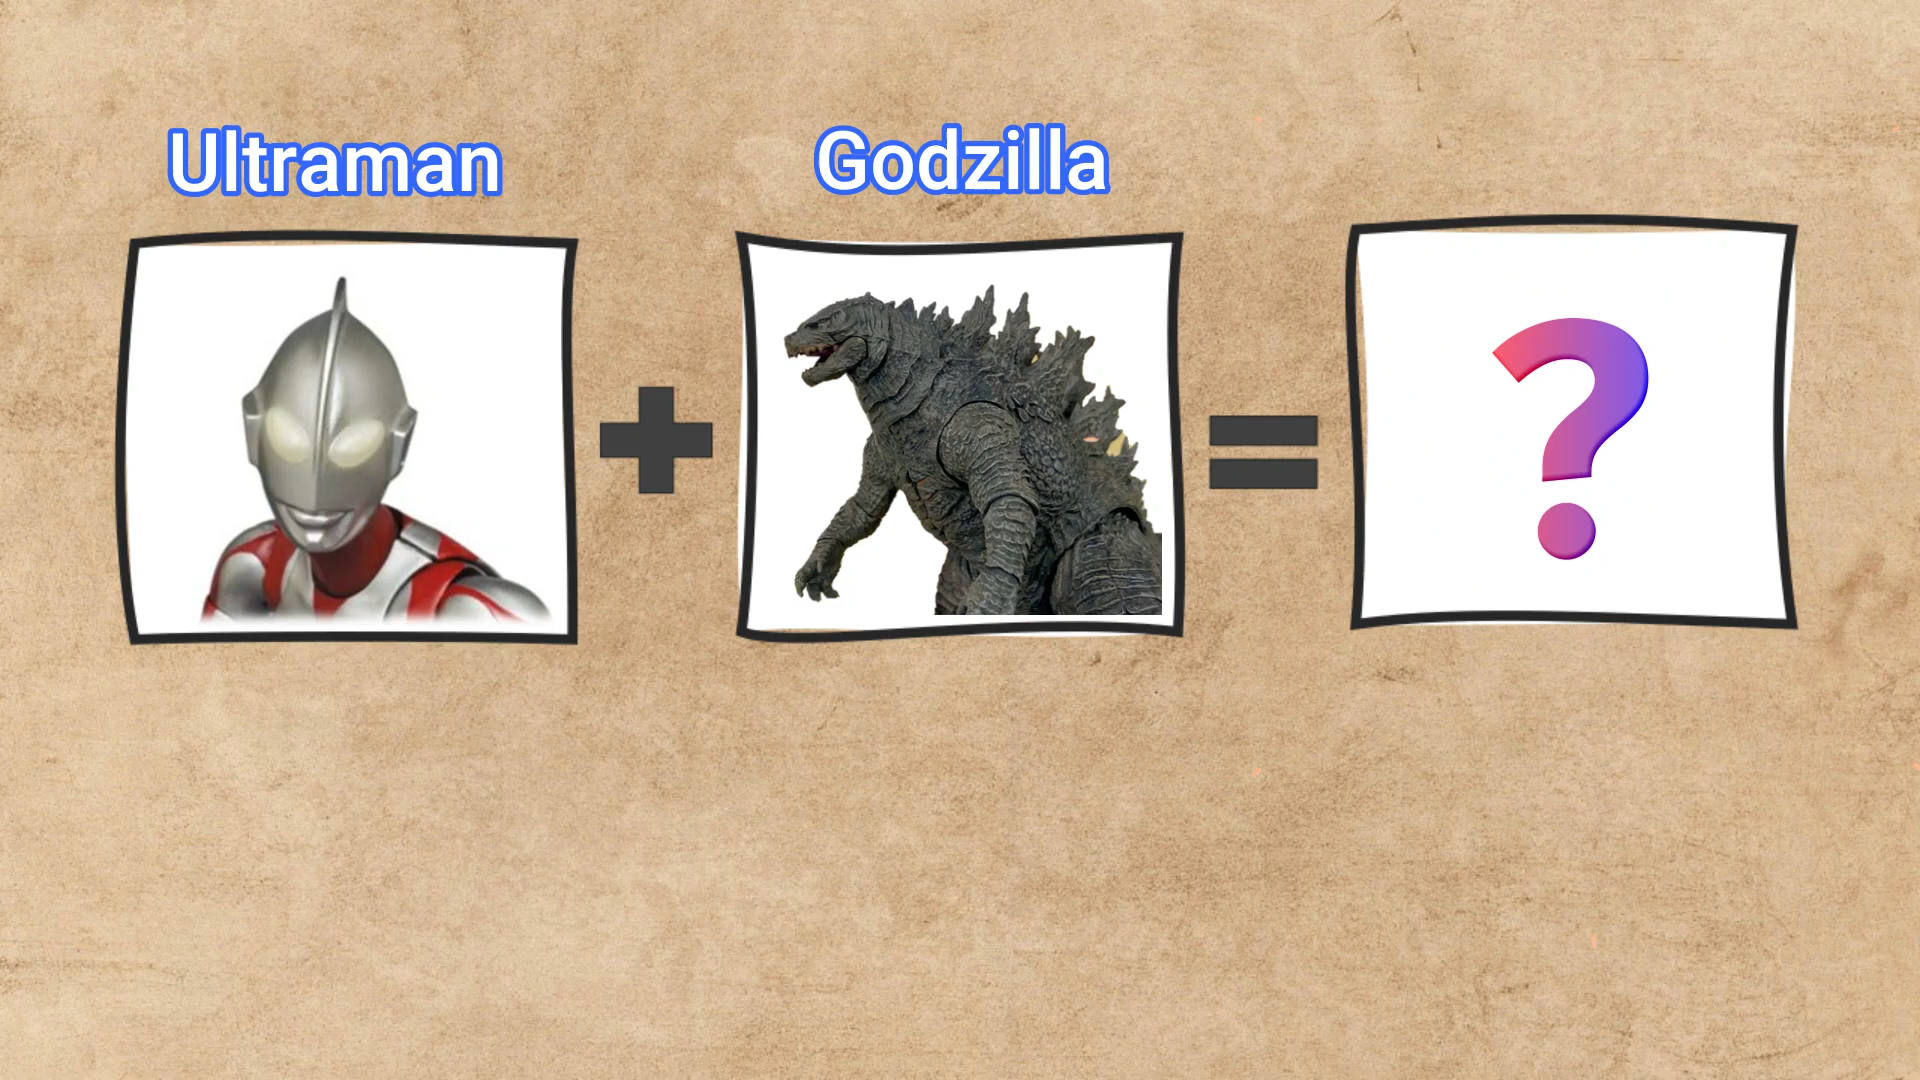 Ultraman
Godzilla
+
=
?